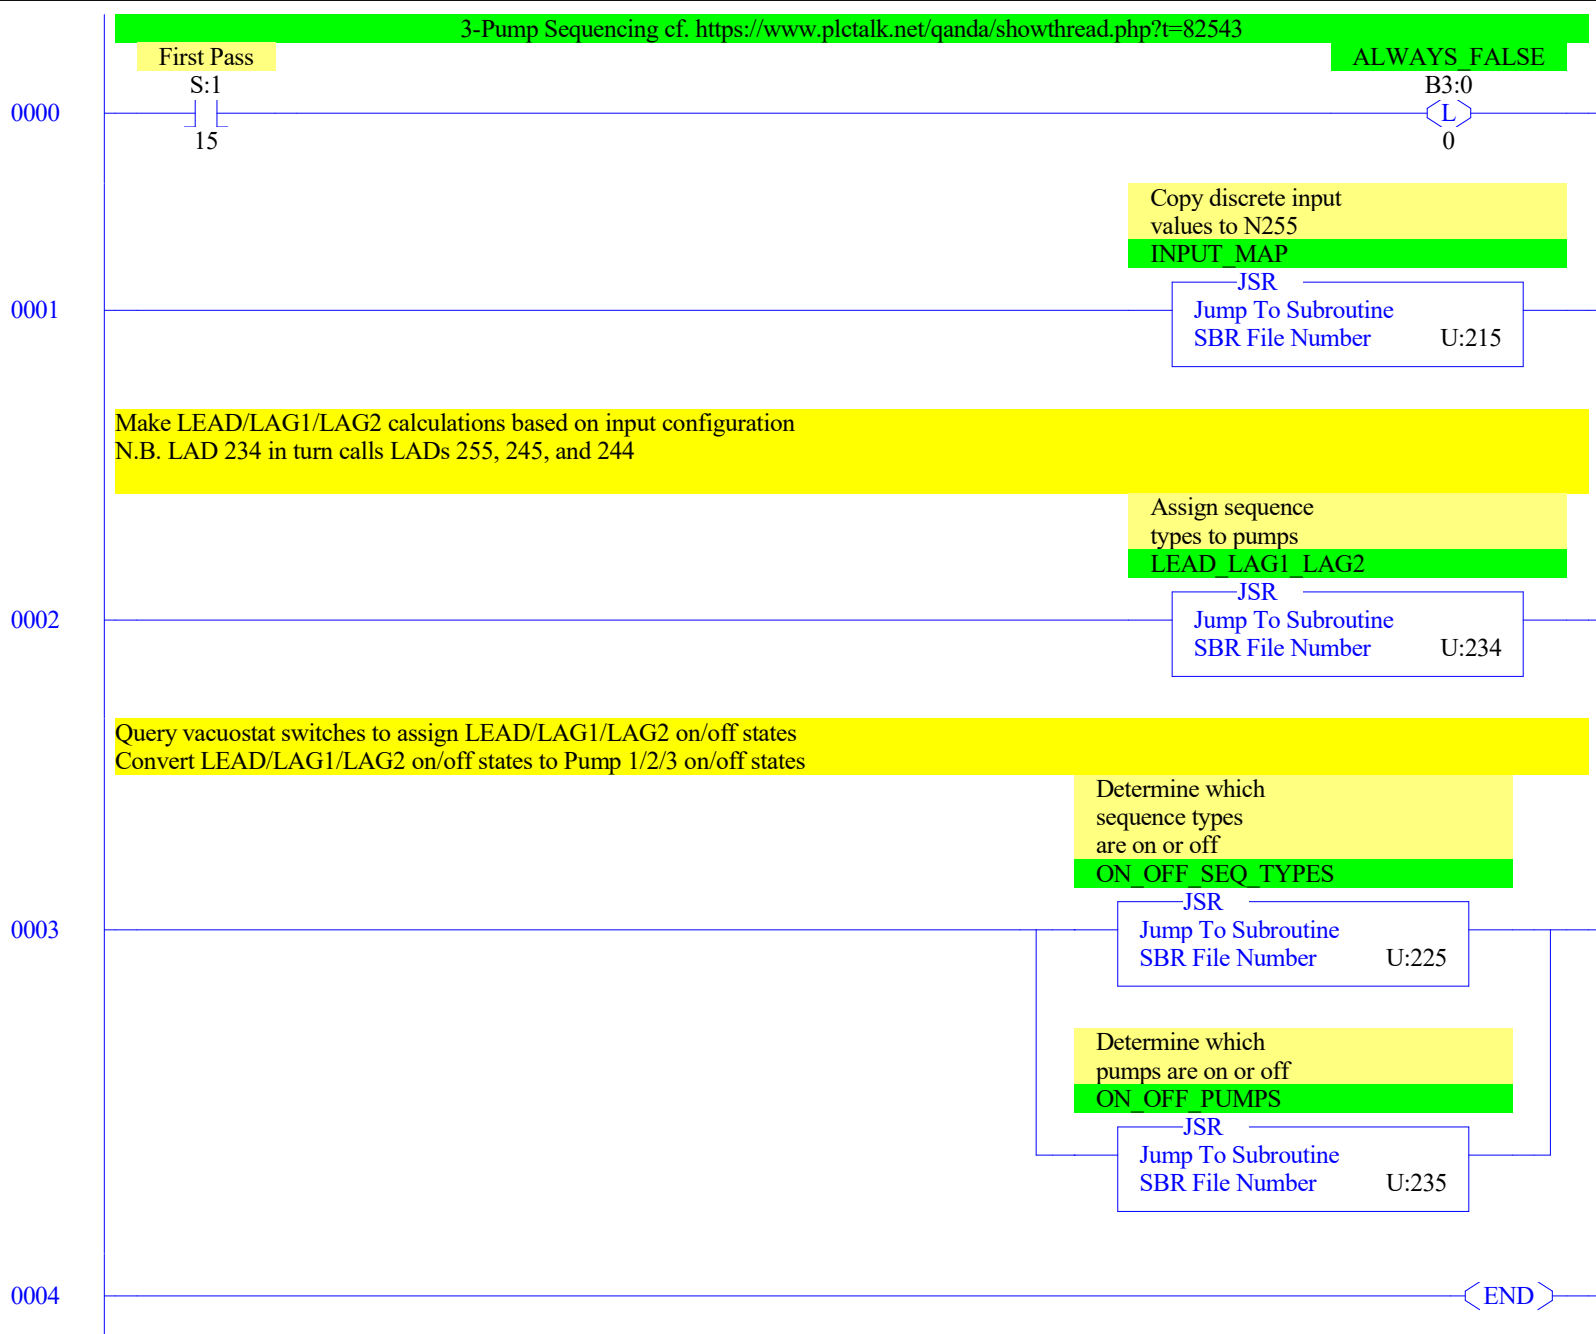 3-Pump Sequencing cf. https://www.plctalk.net/qanda/showthread.php?t=82543
First Pass
ALWAYS_FALSE
S:1
B3:0
0000
L
15
0
Copy discrete input
values to N255
INPUT_MAP
JSR
0001
Jump To Subroutine
SBR File Number U:215
Make LEAD/LAG1/LAG2 calculations based on input configuration
N.B. LAD 234 in turn calls LADs 255, 245, and 244
Assign sequence
types to pumps
LEAD_LAG1_LAG2
JSR
0002
Jump To Subroutine
SBR File Number U:234
Query vacuostat switches to assign LEAD/LAG1/LAG2 on/off states
Convert LEAD/LAG1/LAG2 on/off states to Pump 1/2/3 on/off states
Determine which
sequence types
are on or off
ON_OFF_SEQ_TYPES
JSR
0003
Jump To Subroutine
SBR File Number U:225
Determine which
pumps are on or off
ON_OFF_PUMPS
JSR
Jump To Subroutine
SBR File Number U:235
0004
END